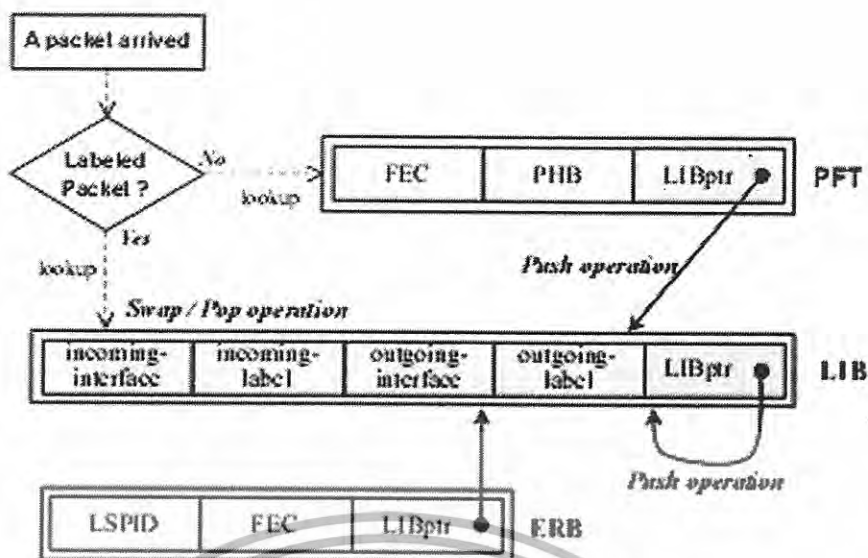 A packet arrived
Labeled
Packet ?
No
lookup
FEC
PHB
LIBptr
PFT
Yes
lookup
Push operation
Swap / Pop operation
incoming-
interface
incoming-
label
outgoing-
interface
outgoing-
label
LIBptr
LIB
Push operation
LSPID
FEC
LIBptr
ERB